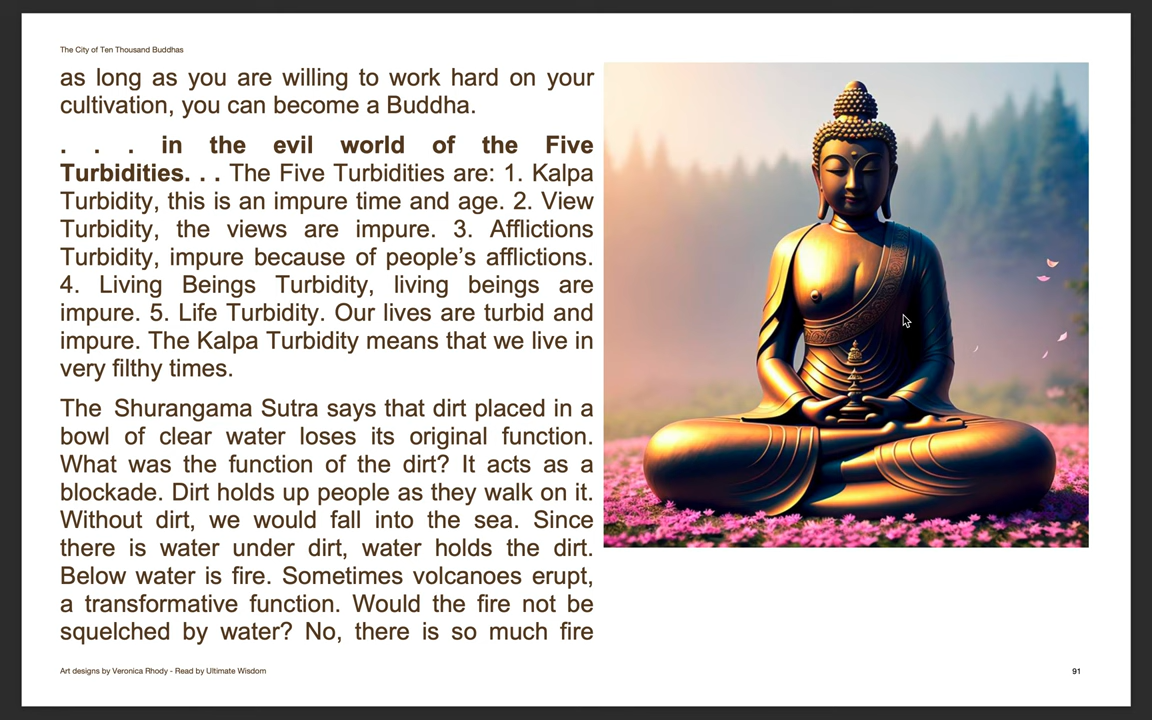 The City of Ten Thousand Buddhas
as long as you are willing to work hard on your
cultivation, you can become a Buddha.
. . . in the evil world of the Five
Turbidities. . . The Five Turbidities are: 1. Kalpa
Turbidity, this is an impure time and age. 2. View
Turbidity, the views are impure. 3. Afflictions
Turbidity, impure because of people’s afflictions.
4. Living Beings Turbidity, living beings are
impure. 5. Life Turbidity. Our lives are turbid and
impure. The Kalpa Turbidity means that we live in
very filthy times.
The Shurangama Sutra says that dirt placed in a
bowl of clear water loses its original function.
What was the function of the dirt? It acts as a
blockade. Dirt holds up people as they walk on it.
Without dirt, we would fall into the sea. Since
there is water under dirt, water holds the dirt.
Below water is fire. Sometimes volcanoes erupt,
a transformative function. Would the fire not be
squelched by water? No, there is so much fire
Art designs by Veronica Rhody - Read by Ultimate Wisdom
91